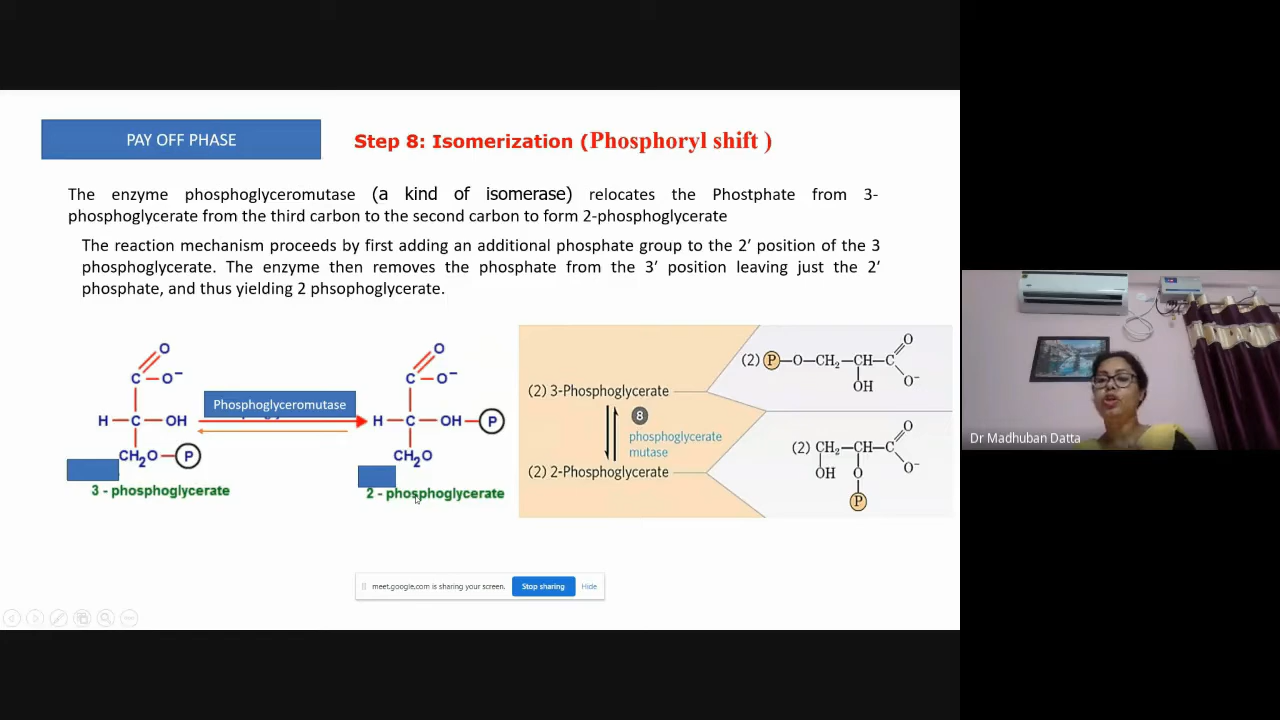 PAY OFF PHASE
Step 8: Isomerization (Phosphoryl shift )
The enzyme phosphoglyceromutase (a kind of isomerase) relocates the Phostphate from 3-
phosphoglycerate from the third carbon to the second carbon to form 2-phosphoglycerate
The reaction mechanism proceeds by first adding an additional phosphate group to the 2′ position of the 3
phosphoglycerate. The enzyme then removes the phosphate from the 3′ position leaving just the 2′
phosphate, and thus yielding 2 phsophoglycerate.
O
C—O⁻
H—C—OH
CH₂O—P
3 - phosphoglycerate
Phosphoglyceromutase
O
C—O⁻
H—C—OH—P
CH₂O
2 - phosphoglycerate
(2) 3-Phosphoglycerate
8
phosphoglycerate
mutase
(2) 2-Phosphoglycerate
O
(2) P—O—CH₂—CH—C
OH O⁻
O
(2) CH₂—CH—C
OH O O⁻
P
Dr Madhuban Datta
meet.google.com is sharing your screen. Stop sharing Hide